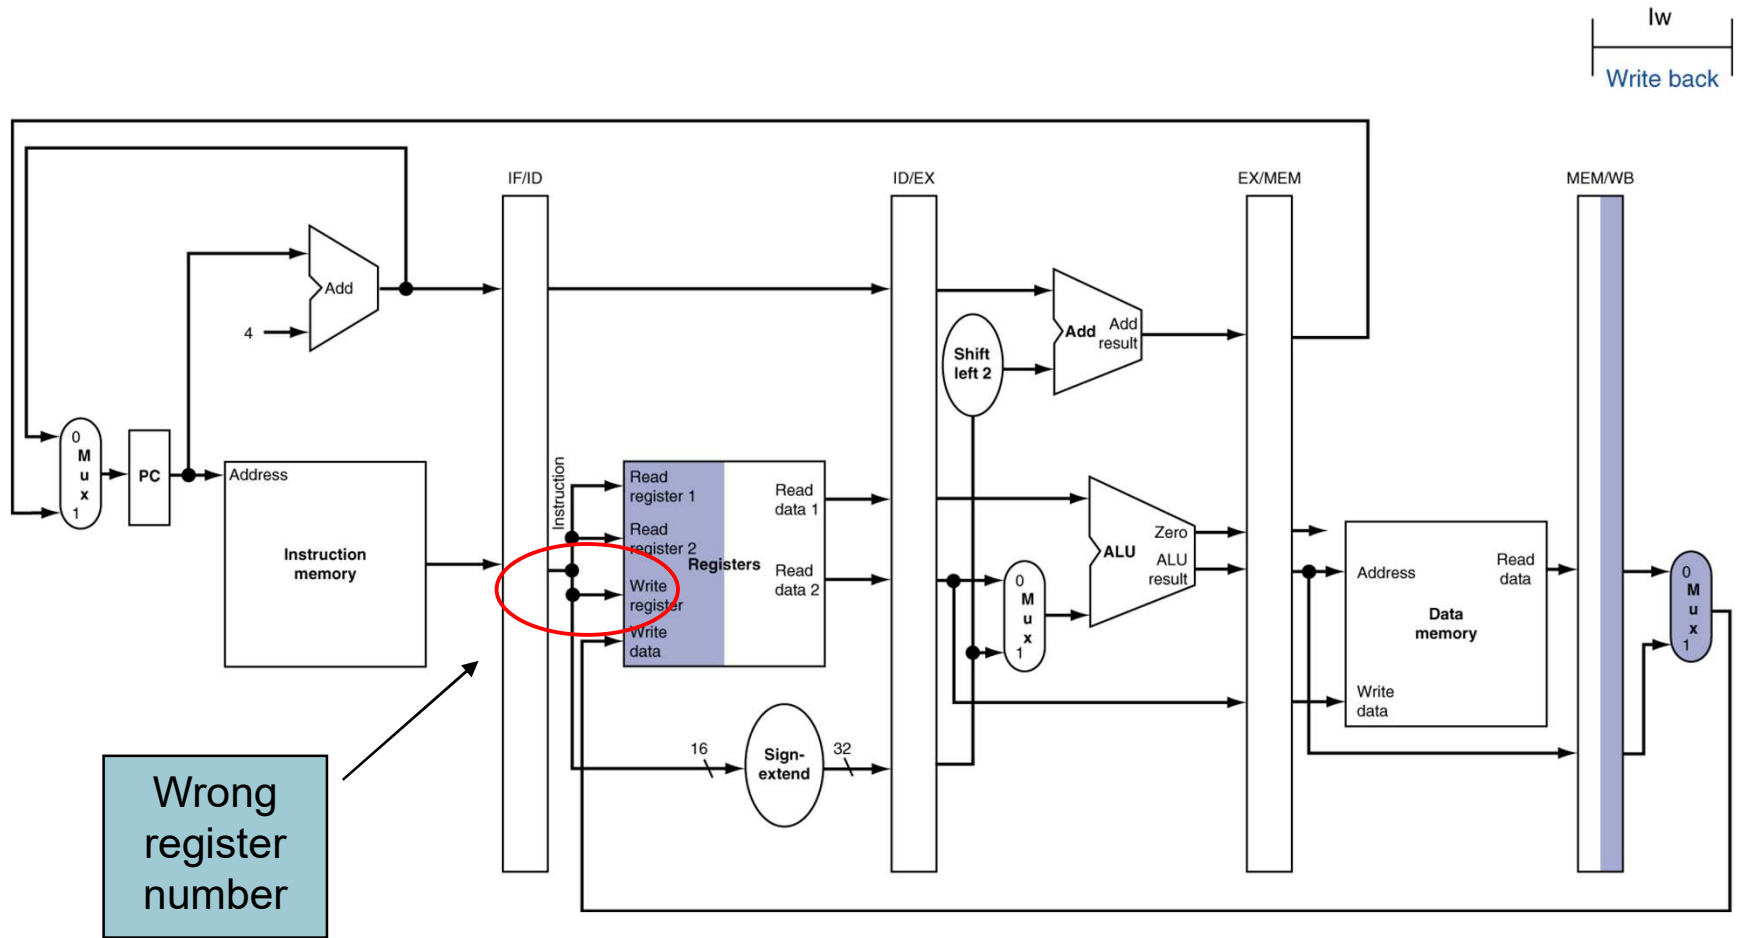 lw
Write back
IF/ID
ID/EX
EX/MEM
MEM/WB
Add
4
Add
Add
result
Shift
left 2
0
M
u
x
1
PC
Address
Instruction
memory
Instruction
Read
register 1
Read
register 2
Registers
Write
register
Write
data
Read
data 1
Read
data 2
0
M
u
x
1
Zero
ALU
ALU
result
Address
Read
data
Data
memory
Write
data
0
M
u
x
1
16
Sign-
extend
32
Wrong
register
number